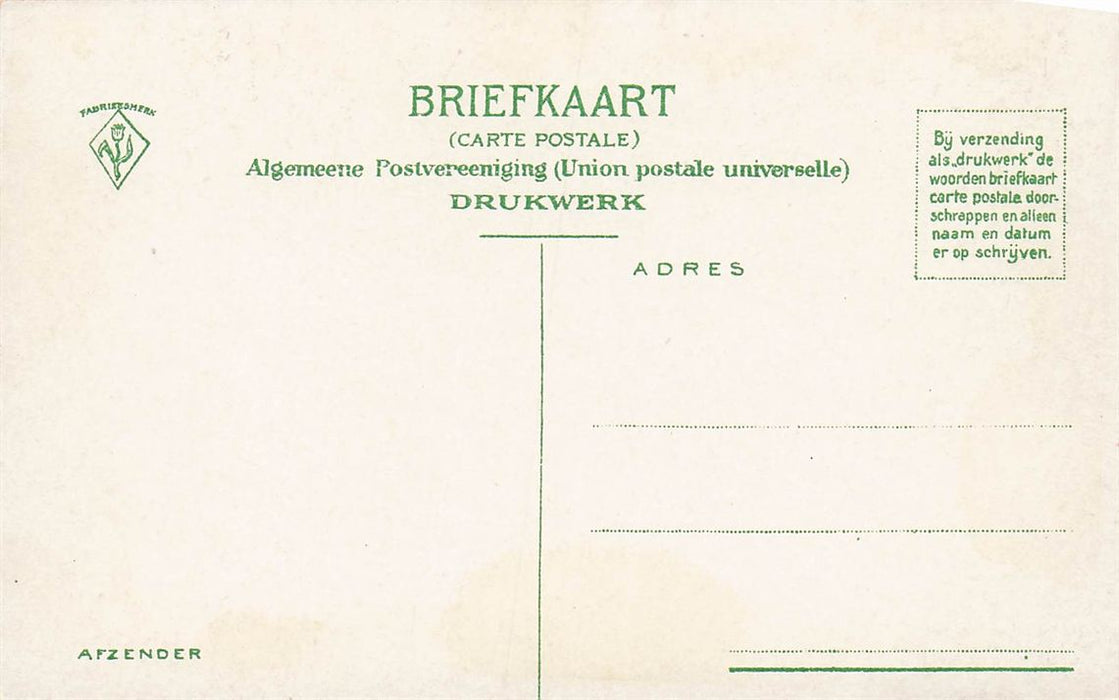 FABRIEKSMERK
BRIEFKAART
(CARTE POSTALE)
Algemeene Postvereeniging (Union postale universelle)
DRUKWERK
Bij verzending
als „drukwerk" de
woorden briefkaart
carte postale door-
schrappen en alleen
naam en datum
er op schrijven.
ADRES
AFZENDER